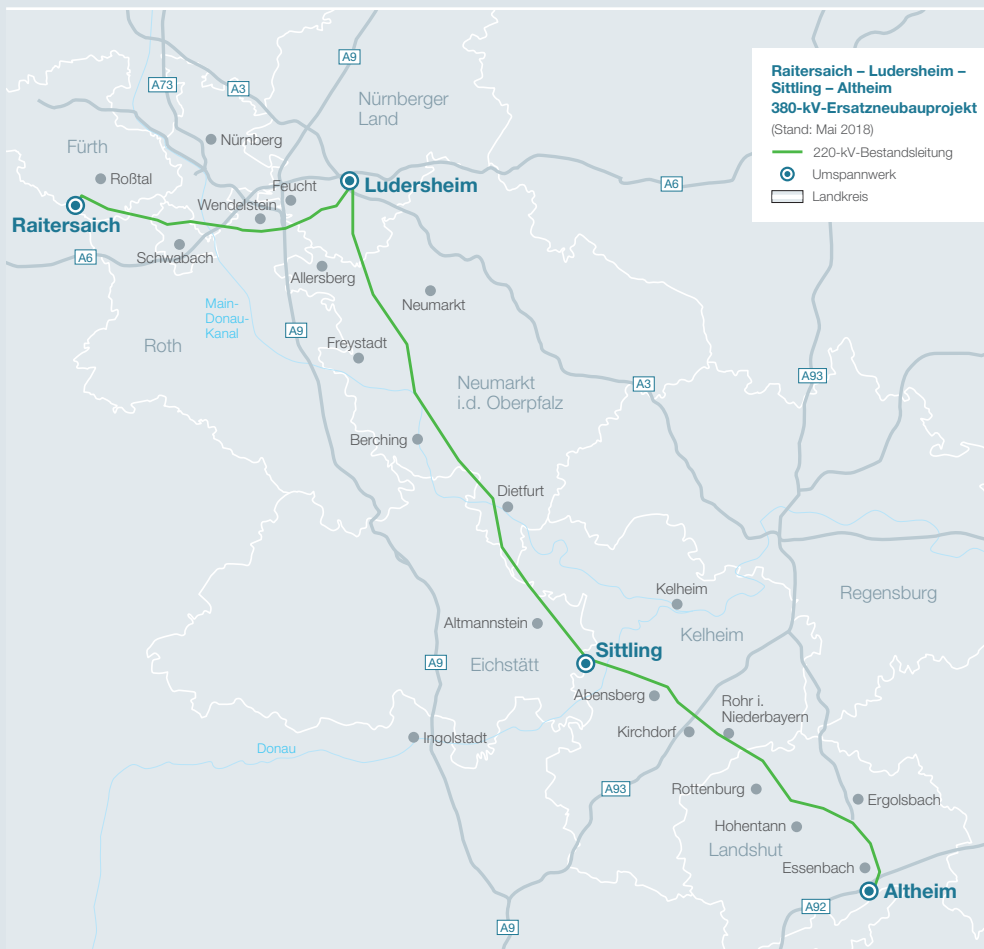 Raitersaich – Ludersheim –
Sittling – Altheim
380-kV-Ersatzneubauprojekt
(Stand: Mai 2018)
220-kV-Bestandsleitung
Umspannwerk
Landkreis
A9
A73
A3
Nürnberger
Land
Nürnberg
Fürth
Roßtal
Feucht
Ludersheim
A6
Wendelstein
Raitersaich
A6
Schwabach
Allersberg
Neumarkt
Main-
Donau-
Kanal
A9
Roth
Freystadt
A93
A3
Neumarkt
i.d. Oberpfalz
Berching
Dietfurt
Kelheim
Regensburg
Altmannstein
Kelheim
Sittling
A9
Eichstätt
Abensberg
Rohr i.
Niederbayern
Kirchdorf
Ingolstadt
Donau
A93
Rottenburg
Ergolsbach
Hohentann
Landshut
Essenbach
Altheim
A92
A9